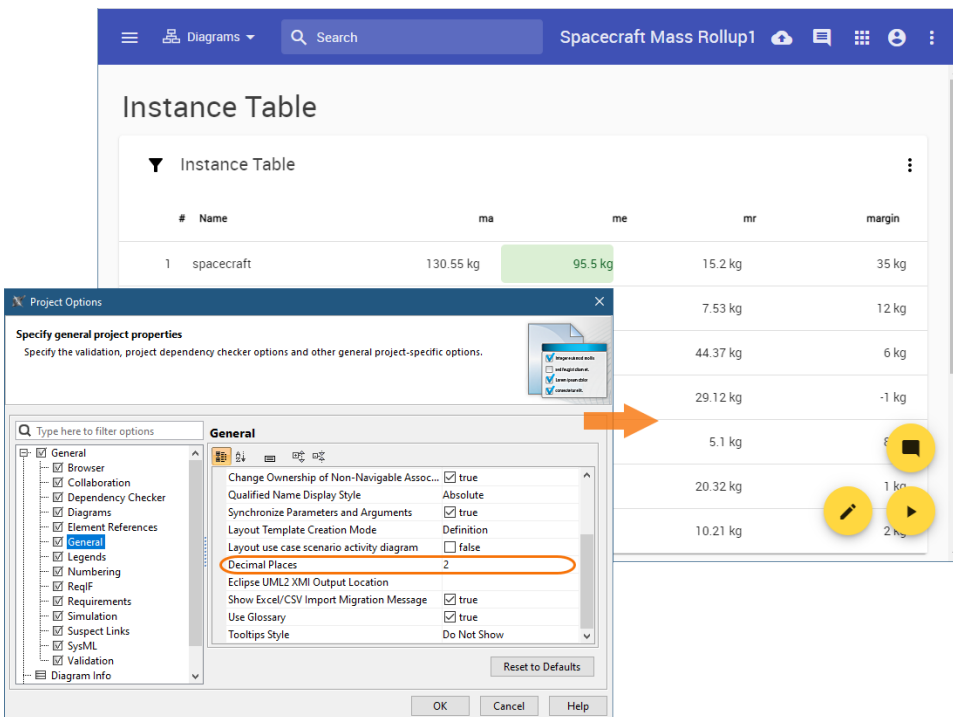 Diagrams
Search
Spacecraft Mass Rollup1
Instance Table
Instance Table
# Name ma me mr margin
1 spacecraft 130.55 kg 95.5 kg 15.2 kg 35 kg
7.53 kg 12 kg
44.37 kg 6 kg
29.12 kg -1 kg
5.1 kg
20.32 kg 1 kg
10.21 kg 2 kg
Project Options
Specify general project properties
Specify the validation, project dependency checker options and other general project-specific options.
Type here to filter options
General
Browser
Collaboration
Dependency Checker
Diagrams
Element References
General
Legends
Numbering
ReqIF
Requirements
Simulation
Suspect Links
SysML
Validation
Diagram Info
General
Change Ownership of Non-Navigable Assoc... true
Qualified Name Display Style Absolute
Synchronize Parameters and Arguments true
Layout Template Creation Mode Definition
Layout use case scenario activity diagram false
Decimal Places 2
Eclipse UML2 XMI Output Location
Show Excel/CSV Import Migration Message true
Use Glossary true
Tooltips Style Do Not Show
Reset to Defaults
OK Cancel Help